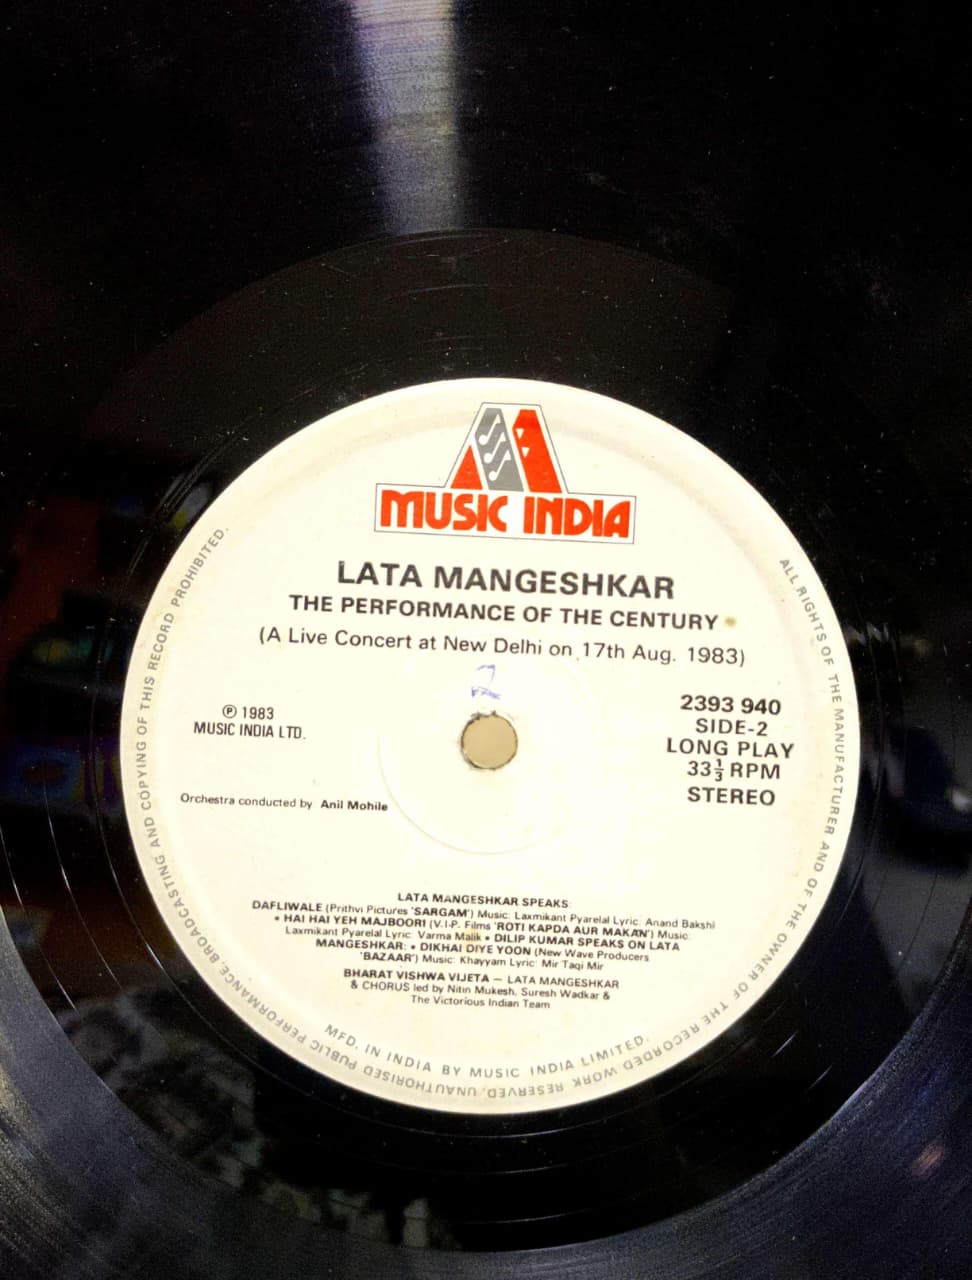 MUSIC INDIA
LATA MANGESHKAR
THE PERFORMANCE OF THE CENTURY
(A Live Concert at New Delhi on 17th Aug. 1983)
2
℗ 1983
MUSIC INDIA LTD.
2393 940
SIDE-2
LONG PLAY
33⅓ RPM
STEREO
Orchestra conducted by Anil Mohile
LATA MANGESHKAR SPEAKS:
DAFLIWALE (Prithvi Pictures 'SARGAM') Music: Laxmikant Pyarelal Lyric: Anand Bakshi
• HAI HAI YEH MAJBOORI (V.I.P. Films 'ROTI KAPDA AUR MAKAN') Music:
Laxmikant Pyarelal Lyric: Varma Malik • DILIP KUMAR SPEAKS ON LATA
MANGESHKAR: • DIKHAI DIYE YOON (New Wave Producers
'BAZAAR') Music: Khayyam Lyric: Mir Taqi Mir
BHARAT VISHWA VIJETA — LATA MANGESHKAR
& CHORUS led by Nitin Mukesh, Suresh Wadkar &
The Victorious Indian Team
MFD. IN INDIA BY MUSIC INDIA LIMITED.
ALL RIGHTS OF THE MANUFACTURER AND OF THE OWNER OF THE RECORDED WORK RESERVED. UNAUTHORISED PUBLIC PERFORMANCE, BROADCASTING AND COPYING OF THIS RECORD PROHIBITED.